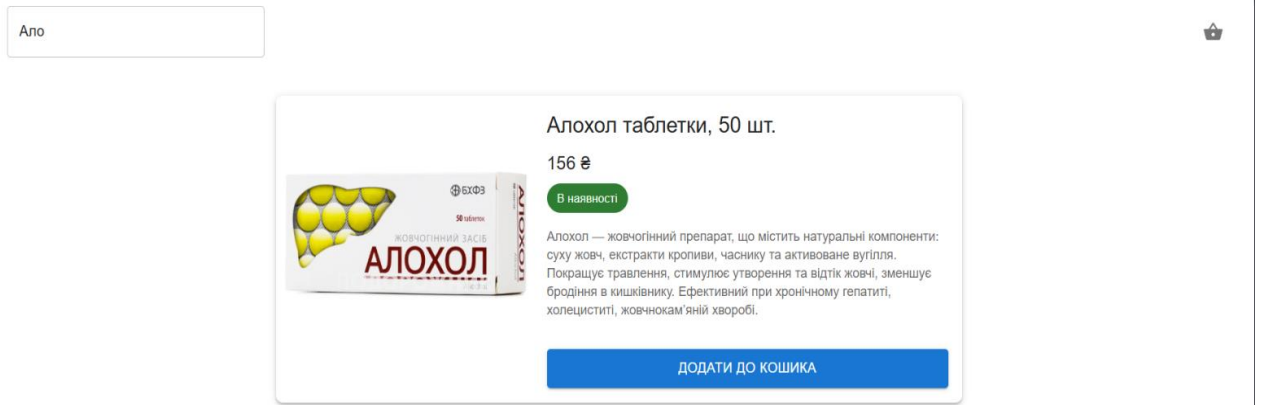 Ало
Алохол таблетки, 50 шт.
156 ₴
В наявності
Алохол — жовчогінний препарат, що містить натуральні компоненти:
суху жовч, екстракти кропиви, часнику та активоване вугілля.
Покращує травлення, стимулює утворення та відтік жовчі, зменшує
бродіння в кишківнику. Ефективний при хронічному гепатиті,
холециститі, жовчнокам’яній хворобі.
ДОДАТИ ДО КОШИКА
БХФЗ
50 таблеток
ЖОВЧОГІННИЙ ЗАСІБ
АЛОХОЛ
АЛОХОЛ